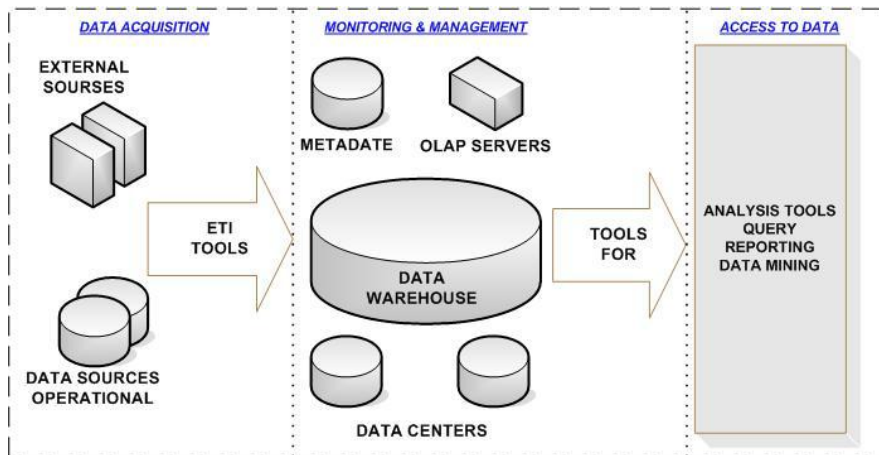 DATA ACQUISITION
EXTERNAL
SOURSES
ETI
TOOLS
DATA SOURCES
OPERATIONAL
MONITORING & MANAGEMENT
METADATE
OLAP SERVERS
DATA
WAREHOUSE
DATA CENTERS
TOOLS
FOR
ACCESS TO DATA
ANALYSIS TOOLS
QUERY
REPORTING
DATA MINING